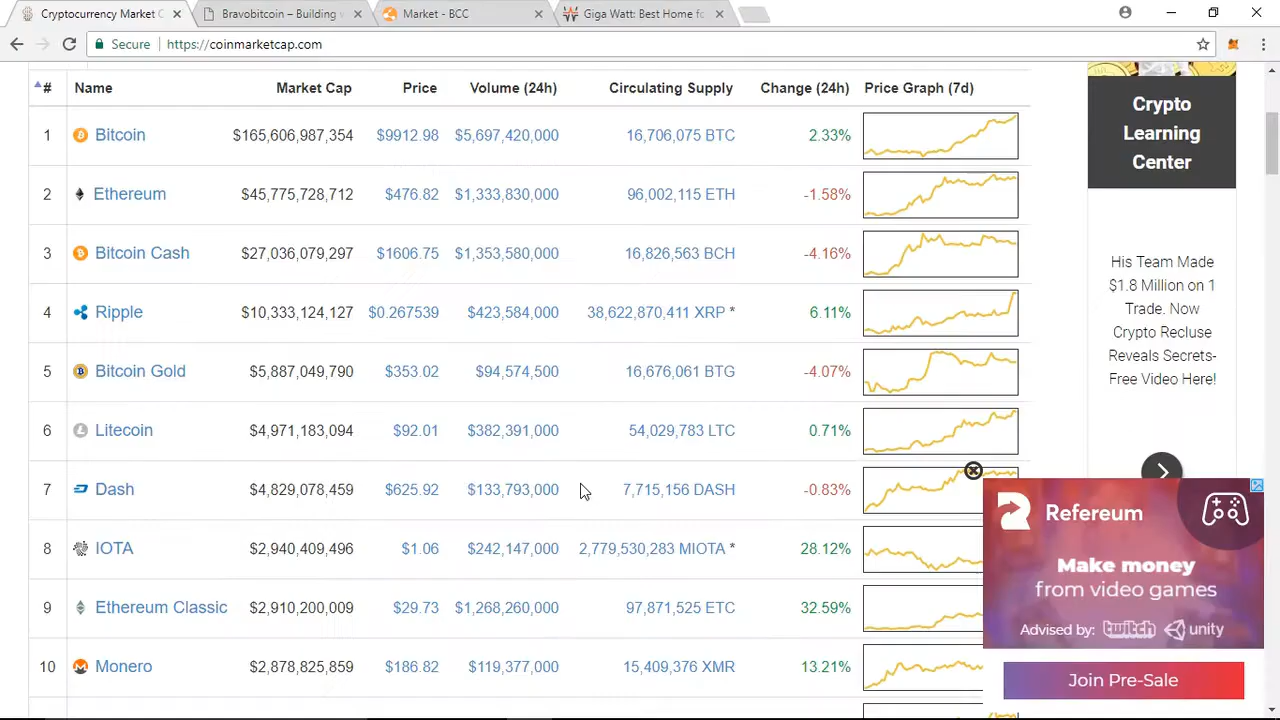 Cryptocurrency Market C
Bravobitcoin – Building v
Market - BCC
Giga Watt: Best Home fo
Secure https://coinmarketcap.com
# Name Market Cap Price Volume (24h) Circulating Supply Change (24h) Price Graph (7d)
1 Bitcoin $165,606,987,354 $9912.98 $5,697,420,000 16,706,075 BTC 2.33%
2 Ethereum $45,775,728,712 $476.82 $1,333,830,000 96,002,115 ETH -1.58%
3 Bitcoin Cash $27,036,079,297 $1606.75 $1,353,580,000 16,826,563 BCH -4.16%
4 Ripple $10,333,124,127 $0.267539 $423,584,000 38,622,870,411 XRP * 6.11%
5 Bitcoin Gold $5,887,049,790 $353.02 $94,574,500 16,676,061 BTG -4.07%
6 Litecoin $4,971,183,094 $92.01 $382,391,000 54,029,783 LTC 0.71%
7 Dash $4,829,078,459 $625.92 $133,793,000 7,715,156 DASH -0.83%
8 IOTA $2,940,409,496 $1.06 $242,147,000 2,779,530,283 MIOTA * 28.12%
9 Ethereum Classic $2,910,200,009 $29.73 $1,268,260,000 97,871,525 ETC 32.59%
10 Monero $2,878,825,859 $186.82 $119,377,000 15,409,376 XMR 13.21%
Crypto
Learning
Center
His Team Made
$1.8 Million on 1
Trade. Now
Crypto Recluse
Reveals Secrets-
Free Video Here!
Refereum
Make money
from video games
Advised by: twitch unity
Join Pre-Sale